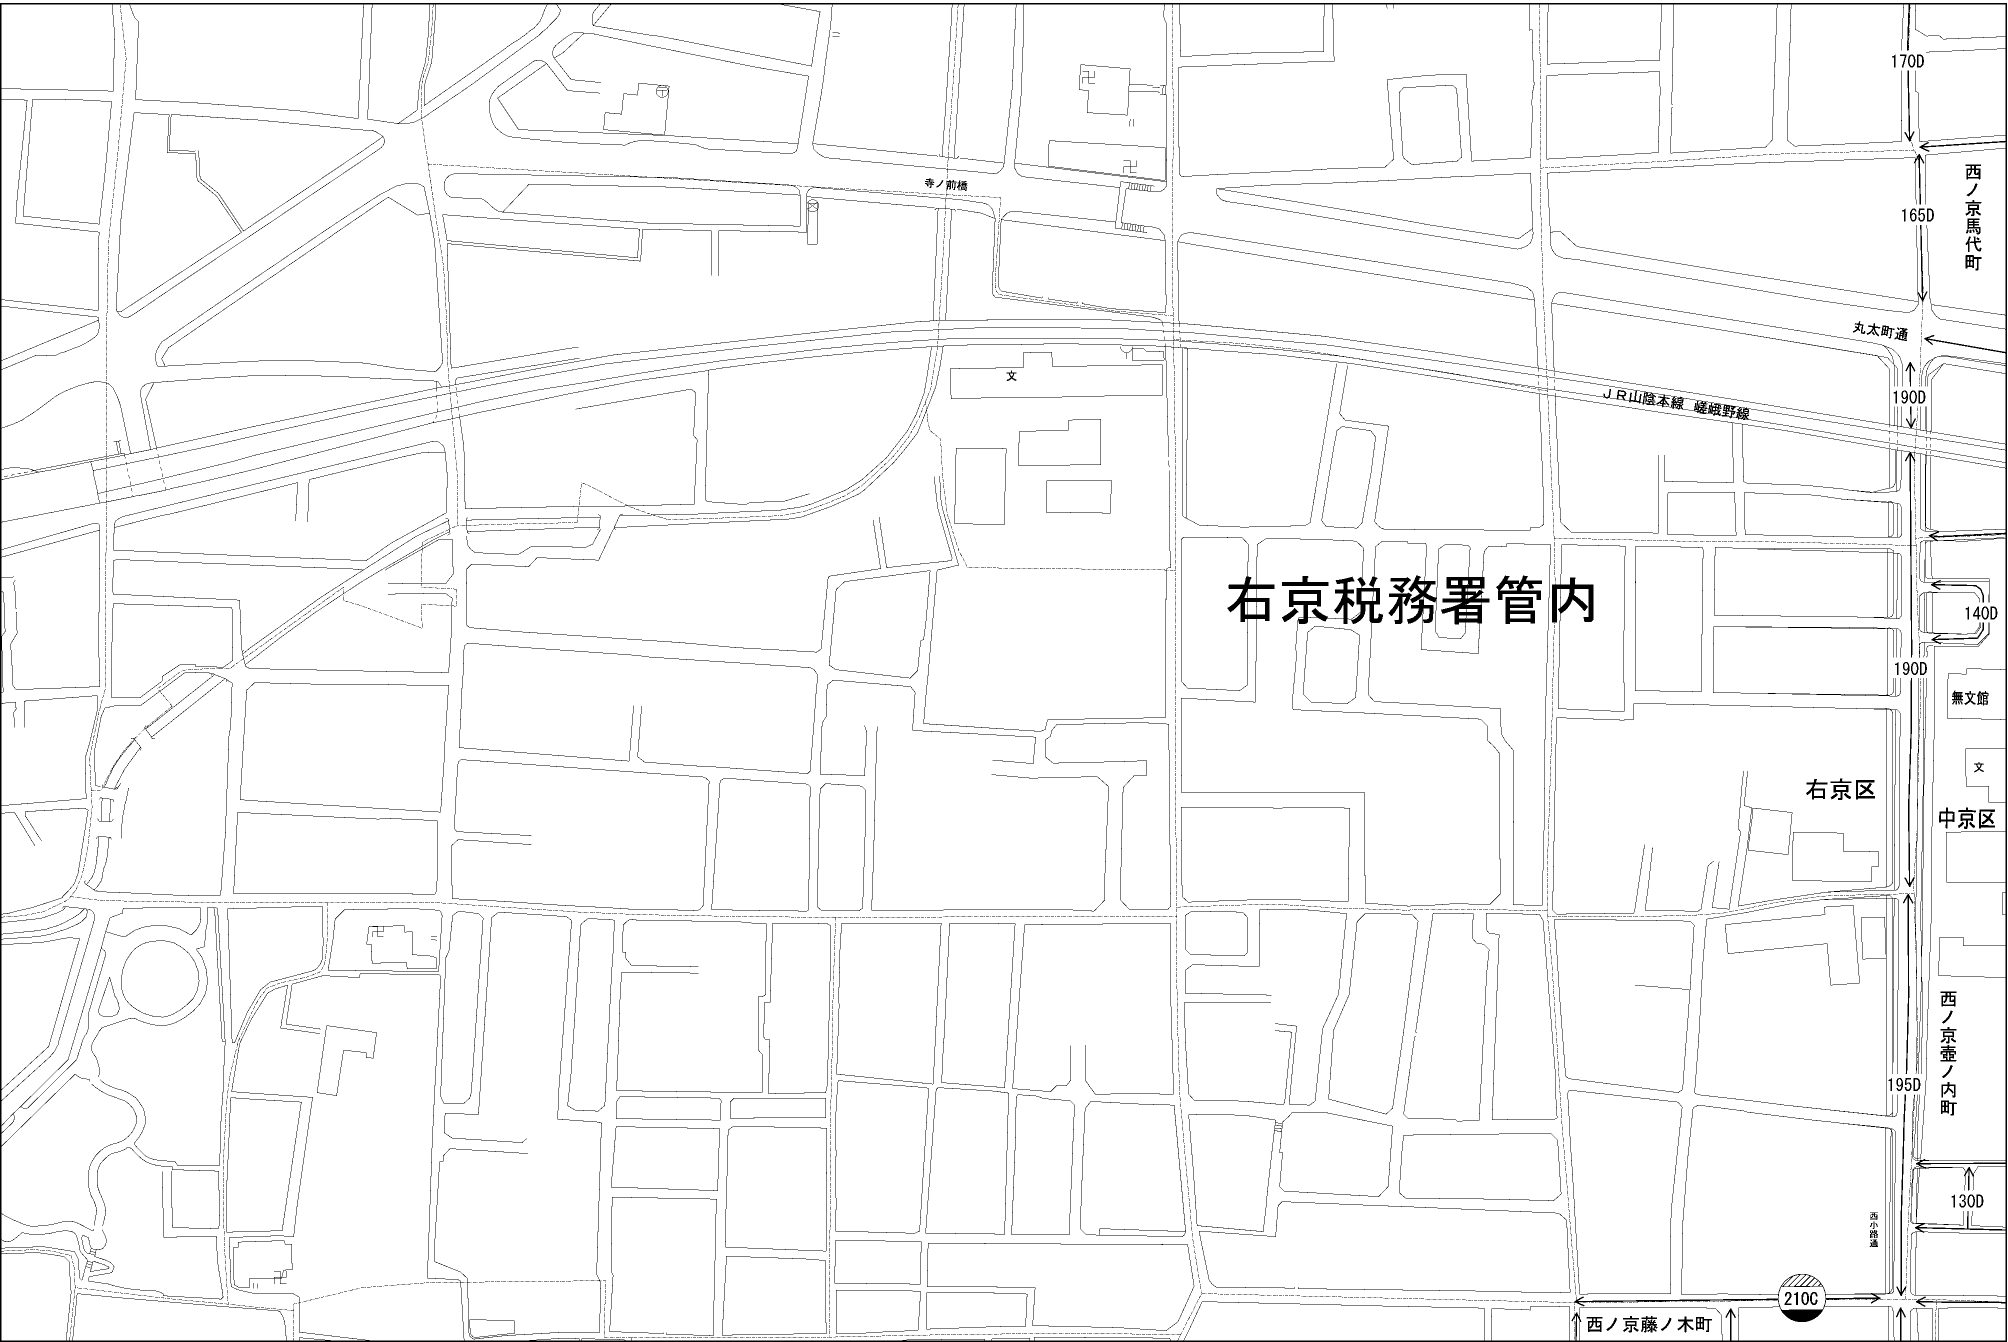 170D
西ノ京馬代町
寺ノ前橋
165D
丸太町通
文
190D
JR山陰本線 嵯峨野線
右京税務署管内
140D
190D
無文館
文
右京区
中京区
西ノ京壺ノ内町
195D
130D
西小路通
210C
西ノ京藤ノ木町